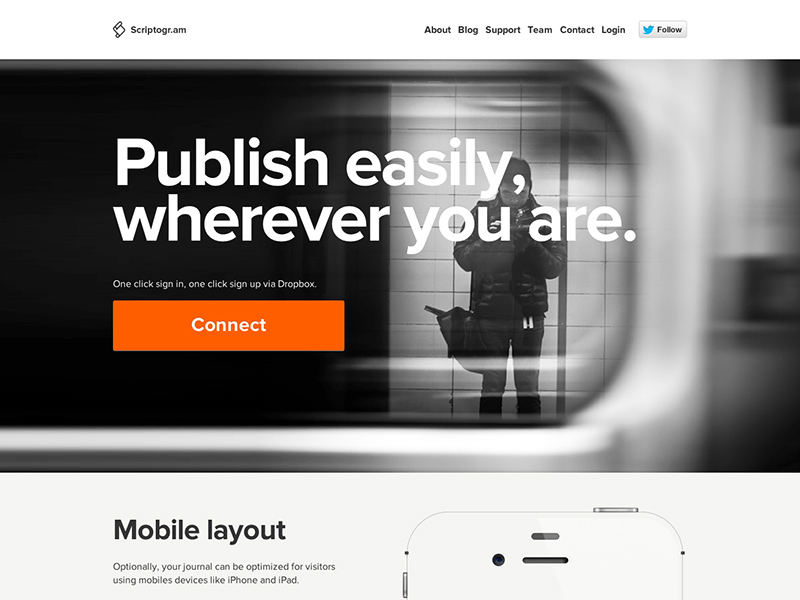 Scriptogr.am
About Blog Support Team Contact Login Follow
Publish easily,
wherever you are.
One click sign in, one click sign up via Dropbox.
Connect
Mobile layout
Optionally, your journal can be optimized for visitors
using mobiles devices like iPhone and iPad.